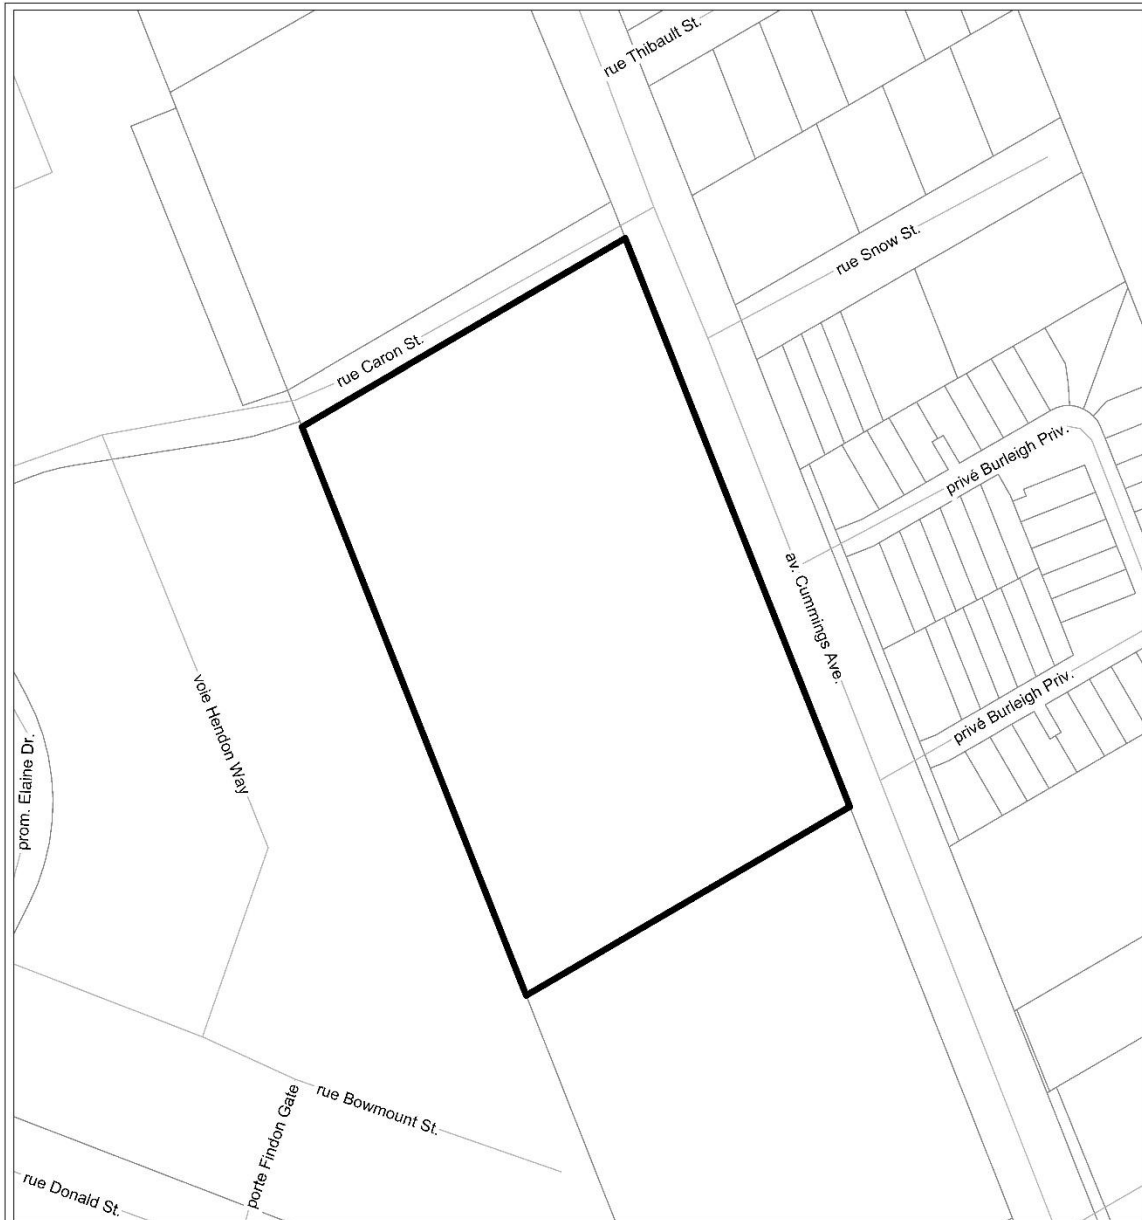 rue Thibault St.
rue Snow St.
rue Caron St.
privé Burleigh Priv.
av. Cummings Ave.
privé Burleigh Priv.
voie Hendon Way
prom. Elaine Dr.
rue Bowmount St.
porte Findon Gate
rue Donald St.